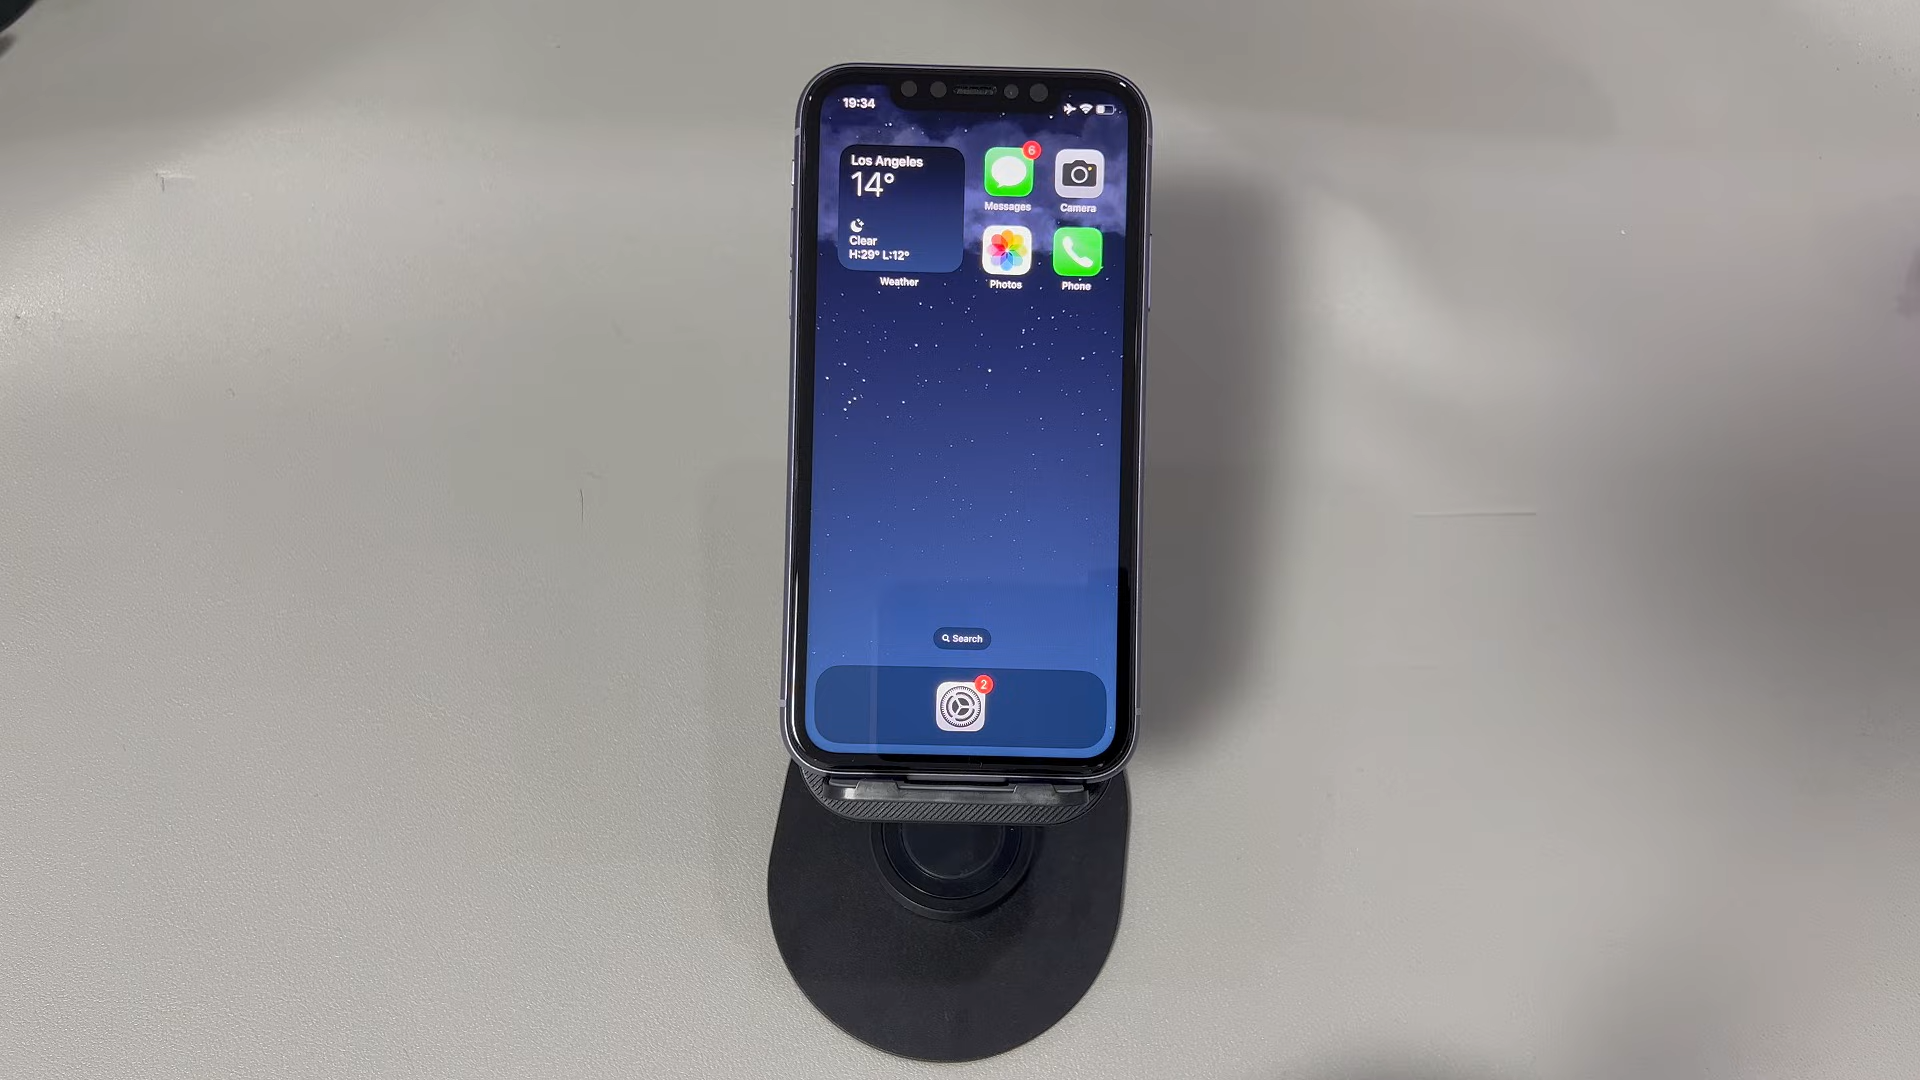 19:34
Los Angeles
14°
Clear
H:29° L:12°
Weather
6
Messages
Camera
Photos
Phone
Search
2